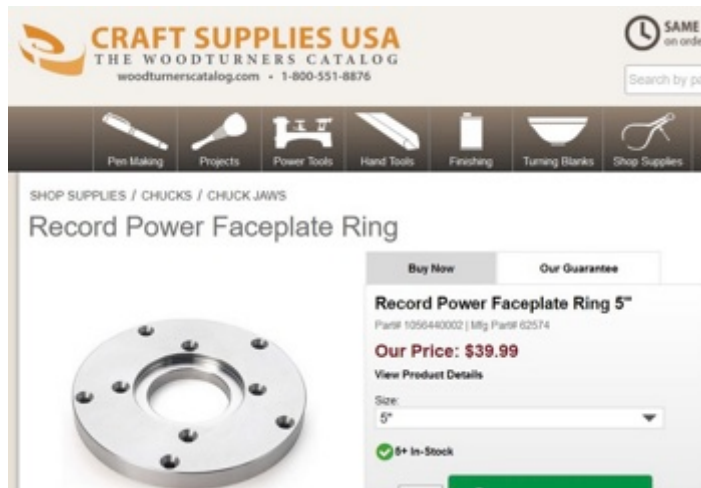 CRAFT SUPPLIES USA
THE WOODTURNERS CATALOG
woodturnerscatalog.com • 1-800-551-8876
SAME
on orde
Search by pa
Pen Making
Projects
Power Tools
Hand Tools
Finishing
Turning Blanks
Shop Supplies
SHOP SUPPLIES / CHUCKS / CHUCK JAWS
Record Power Faceplate Ring
Buy Now
Our Guarantee
Record Power Faceplate Ring 5"
Part# 1056440002 | Mfg Part# 62574
Our Price: $39.99
View Product Details
Size:
5"
5+ In-Stock